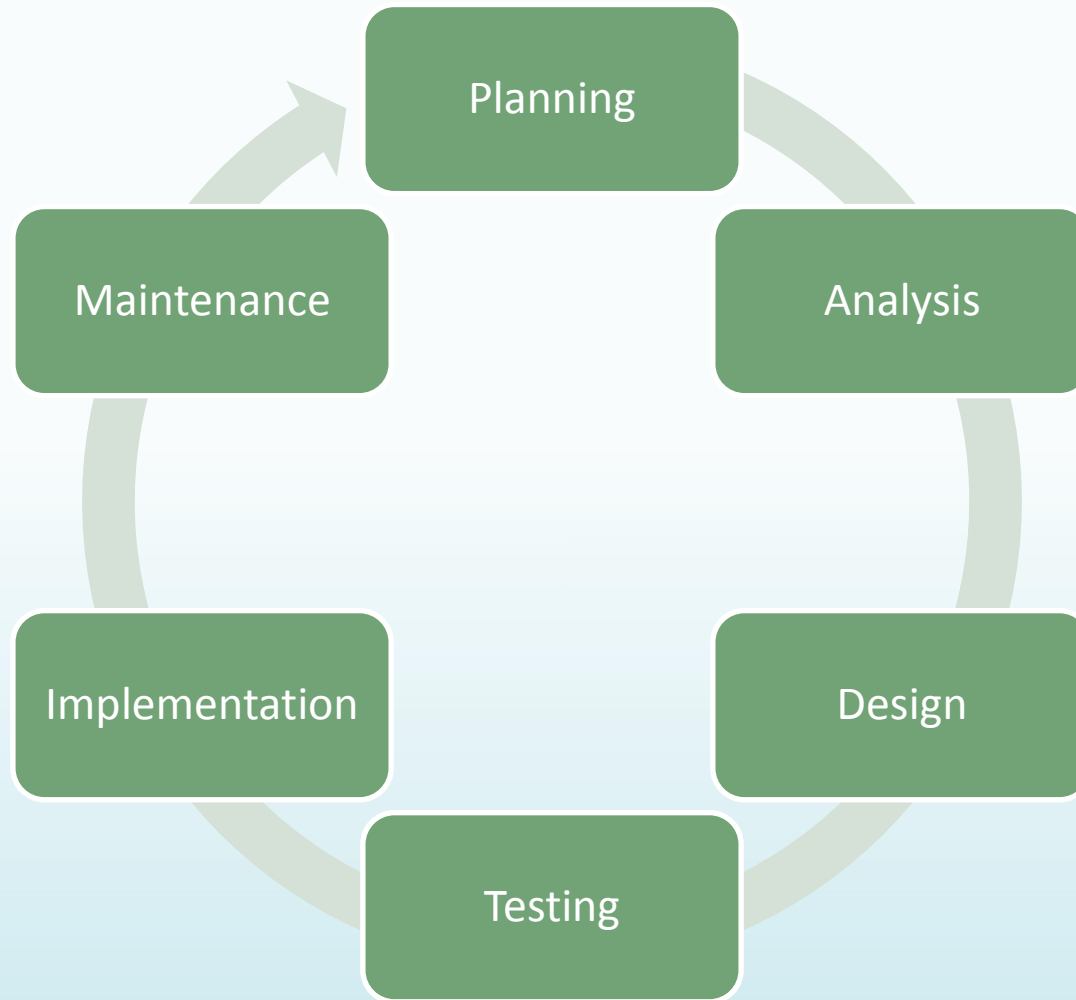 Planning
Analysis
Design
Testing
Implementation
Maintenance